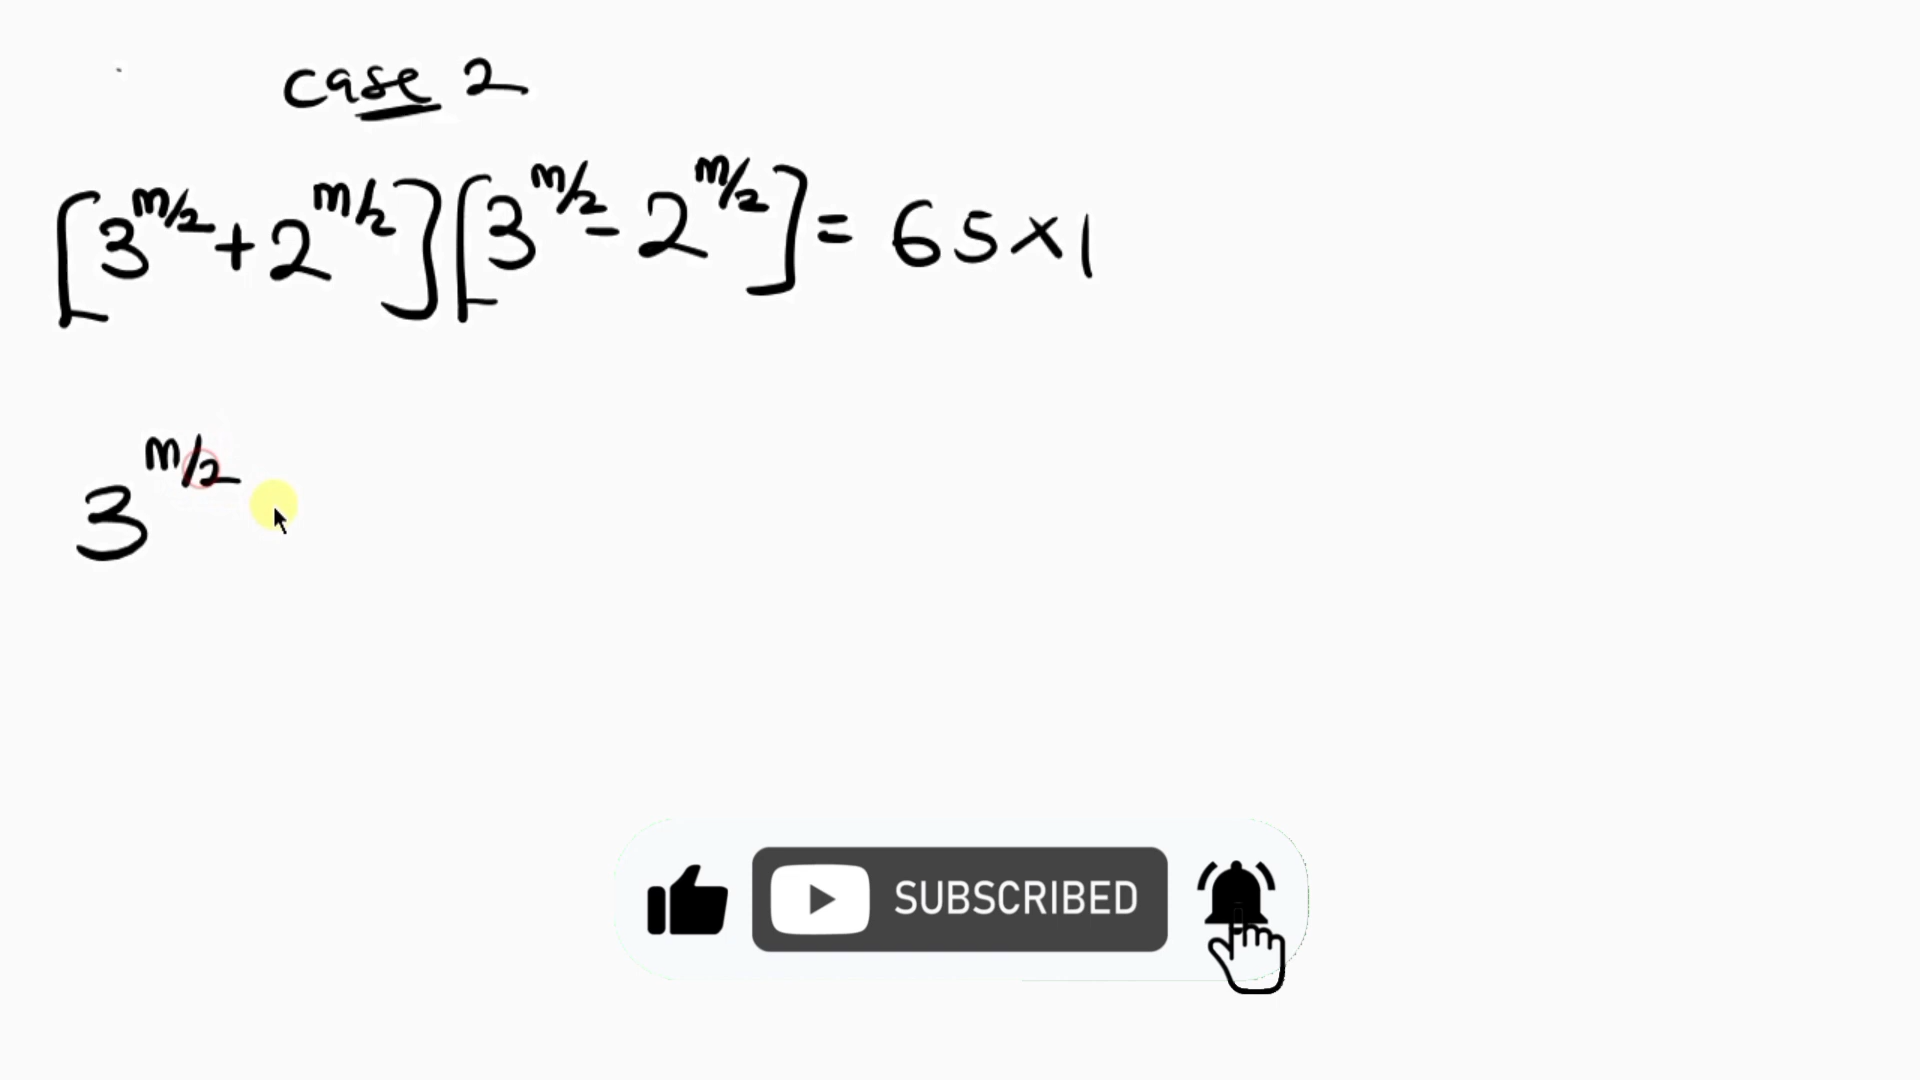 case 2
[3^{m/2} + 2^{m/2}] [3^{m/2} - 2^{m/2}] = 65 × 1
3^{m/2}
SUBSCRIBED